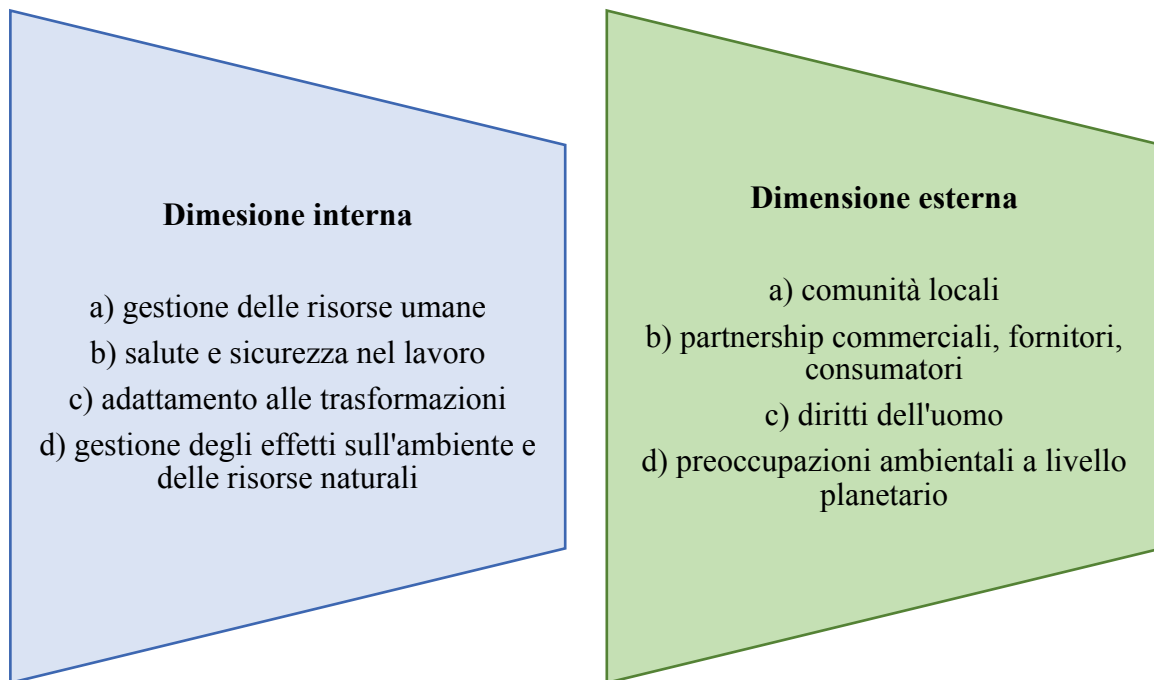 Dimesione interna
a) gestione delle risorse umane
b) salute e sicurezza nel lavoro
c) adattamento alle trasformazioni
d) gestione degli effetti sull'ambiente e
delle risorse naturali
Dimensione esterna
a) comunità locali
b) partnership commerciali, fornitori,
consumatori
c) diritti dell'uomo
d) preoccupazioni ambientali a livello
planetario